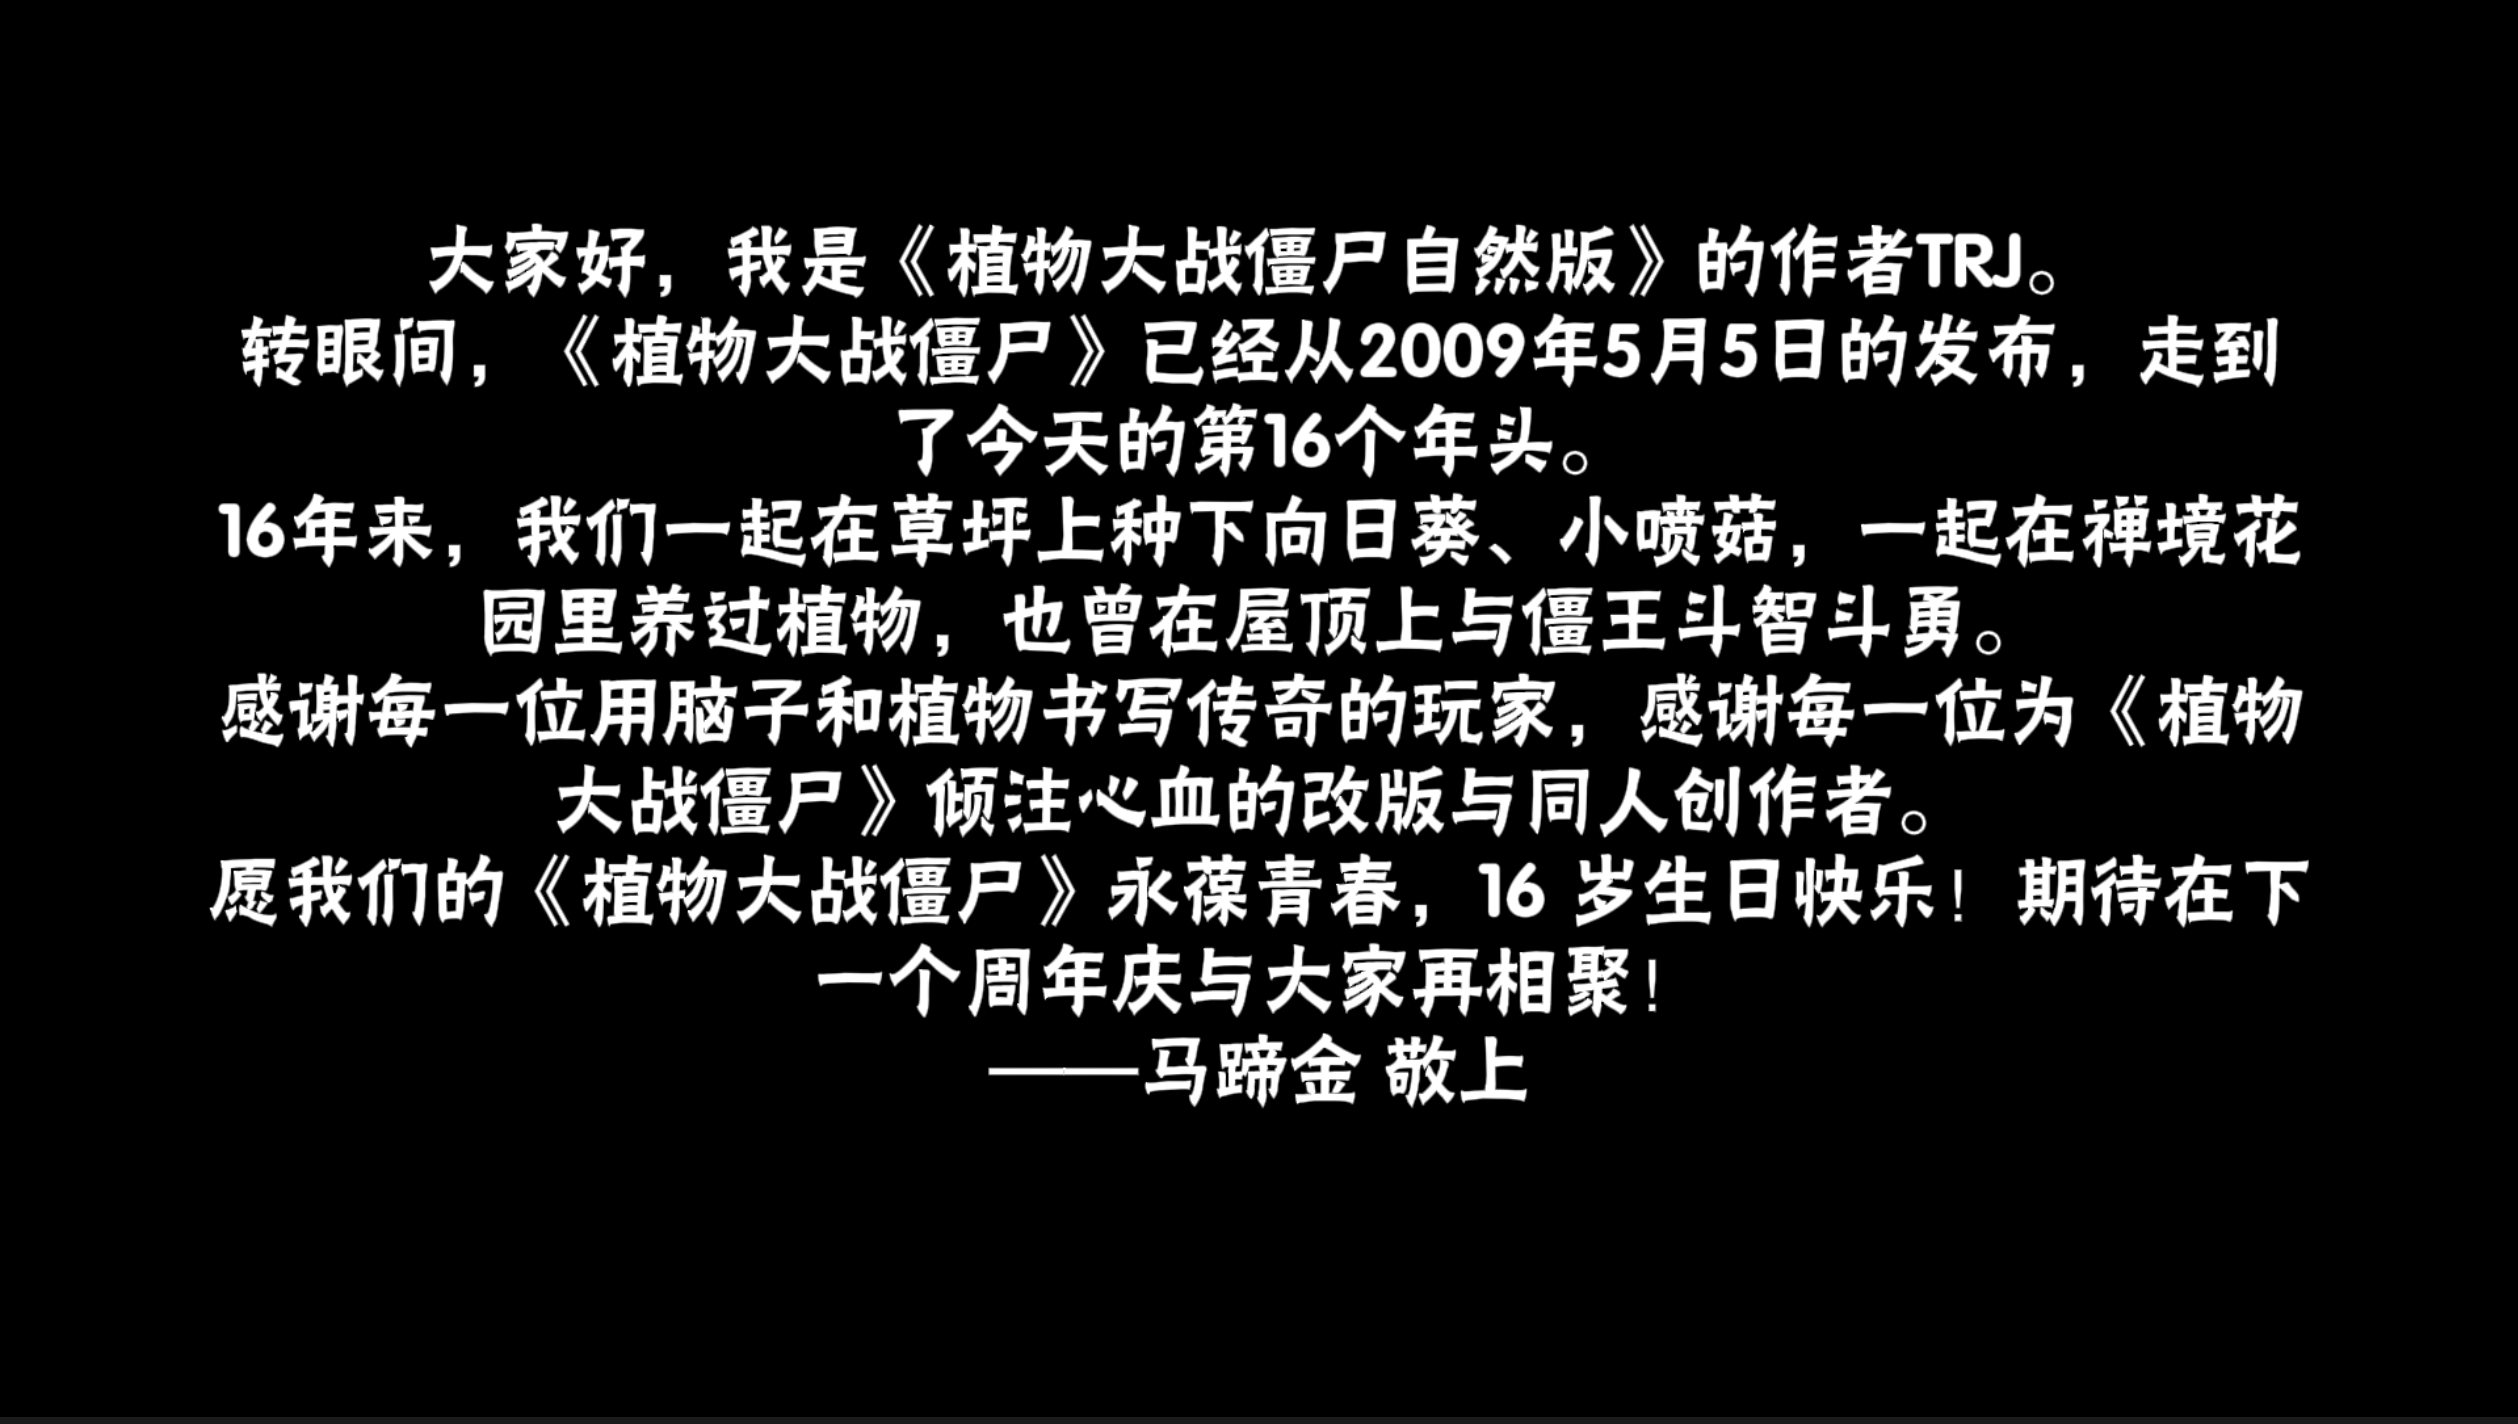 大家好，我是《植物大战僵尸自然版》的作者TRJ。
转眼间，《植物大战僵尸》已经从2009年5月5日的发布，走到
了今天的第16个年头。
16年来，我们一起在草坪上种下向日葵、小喷菇，一起在禅境花
园里养过植物，也曾在屋顶上与僵王斗智斗勇。
感谢每一位用脑子和植物书写传奇的玩家，感谢每一位为《植物
大战僵尸》倾注心血的改版与同人创作者。
愿我们的《植物大战僵尸》永葆青春，16 岁生日快乐！期待在下
一个周年庆与大家再相聚！
——马蹄金 敬上